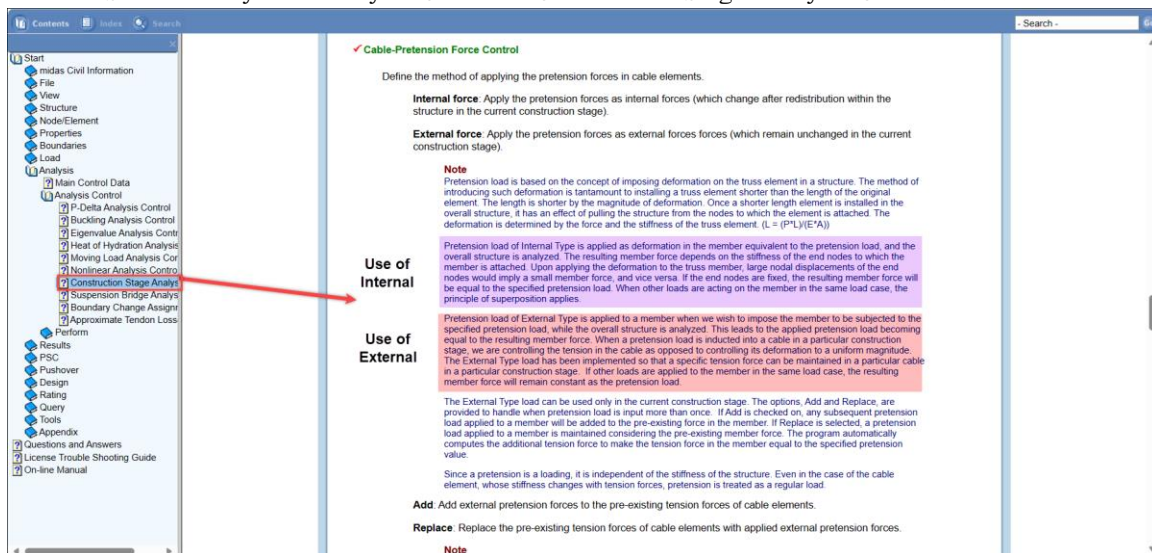 Contents Index Search
- Search -
Start
midas Civil Information
File
View
Structure
Node/Element
Properties
Boundaries
Load
Analysis
Main Control Data
Analysis Control
P-Delta Analysis Control
Buckling Analysis Control
Eigenvalue Analysis Contr
Heat of Hydration Analysis
Moving Load Analysis Cor
Nonlinear Analysis Contro
Construction Stage Analys
Suspension Bridge Analys
Boundary Change Assignr
Approximate Tendon Loss
Perform
Results
PSC
Pushover
Design
Rating
Query
Tools
Appendix
Questions and Answers
License Trouble Shooting Guide
On-line Manual
Cable-Pretension Force Control
Define the method of applying the pretension forces in cable elements.
Internal force: Apply the pretension forces as internal forces (which change after redistribution within the
structure in the current construction stage).
External force: Apply the pretension forces as external forces forces (which remain unchanged in the current
construction stage).
Note
Pretension load is based on the concept of imposing deformation on the truss element in a structure. The method of
introducing such deformation is tantamount to installing a truss element shorter than the length of the original
element. The length is shorter by the magnitude of deformation. Once a shorter length element is installed in the
overall structure, it has an effect of pulling the structure from the nodes to which the element is attached. The
deformation is determined by the force and the stiffness of the truss element. (L = (P*L)/(E*A))
Use of
Internal
Pretension load of Internal Type is applied as deformation in the member equivalent to the pretension load, and the
overall structure is analyzed. The resulting member force depends on the stiffness of the end nodes to which the
member is attached. Upon applying the deformation to the truss member, large nodal displacements of the end
nodes would imply a small member force, and vice versa. If the end nodes are fixed, the resulting member force will
be equal to the specified pretension load. When other loads are acting on the member in the same load case, the
principle of superposition applies.
Use of
External
Pretension load of External Type is applied to a member when we wish to impose the member to be subjected to the
specified pretension load, while the overall structure is analyzed. This leads to the applied pretension load becoming
equal to the resulting member force. When a pretension load is inducted into a cable in a particular construction
stage, we are controlling the tension in the cable as opposed to controlling its deformation to a uniform magnitude.
The External Type load has been implemented so that a specific tension force can be maintained in a particular cable
in a particular construction stage. If other loads are applied to the member in the same load case, the resulting
member force will remain constant as the pretension load.
The External Type load can be used only in the current construction stage. The options, Add and Replace, are
provided to handle when pretension load is input more than once. If Add is checked on, any subsequent pretension
load applied to a member will be added to the pre-existing force in the member. If Replace is selected, a pretension
load applied to a member is maintained considering the pre-existing member force. The program automatically
computes the additional tension force to make the tension force in the member equal to the specified pretension
value.
Since a pretension is a loading, it is independent of the stiffness of the structure. Even in the case of the cable
element, whose stiffness changes with tension forces, pretension is treated as a regular load.
Add: Add external pretension forces to the pre-existing tension forces of cable elements.
Replace: Replace the pre-existing tension forces of cable elements with applied external pretension forces.
Note